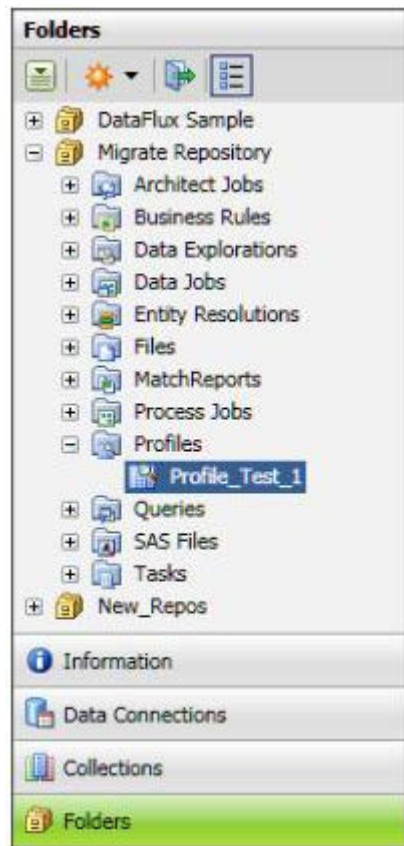 Folders
DataFlux Sample
Migrate Repository
Architect Jobs
Business Rules
Data Explorations
Data Jobs
Entity Resolutions
Files
MatchReports
Process Jobs
Profiles
Profile_Test_1
Queries
SAS Files
Tasks
New_Repos
Information
Data Connections
Collections
Folders